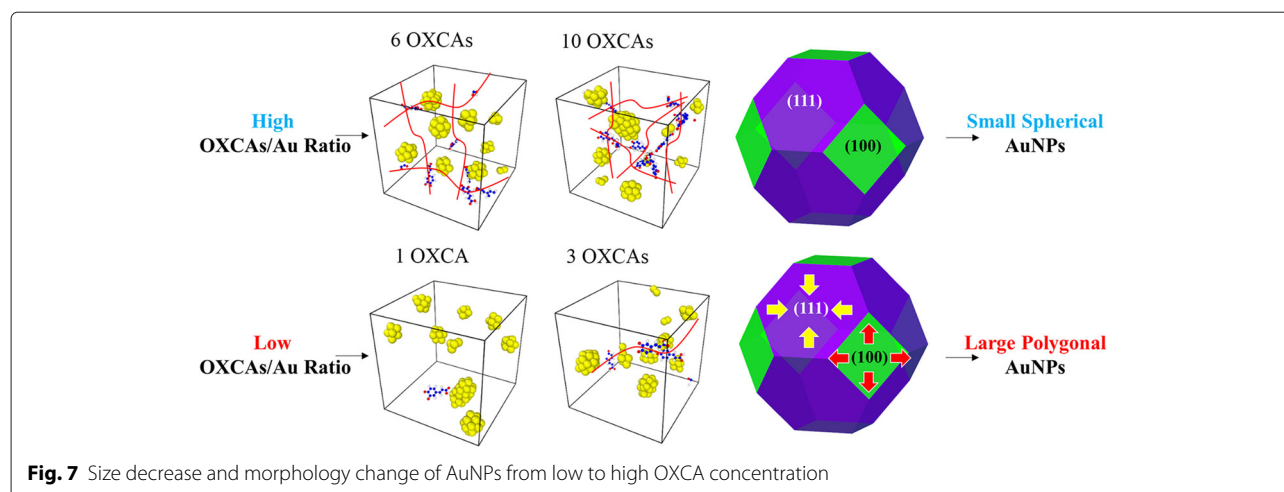 6 OXCAs
10 OXCAs
High
OXCAs/Au Ratio
(111)
(100)
Small Spherical
AuNPs
1 OXCA
3 OXCAs
Low
OXCAs/Au Ratio
(111)
(100)
Large Polygonal
AuNPs
Fig. 7 Size decrease and morphology change of AuNPs from low to high OXCA concentration